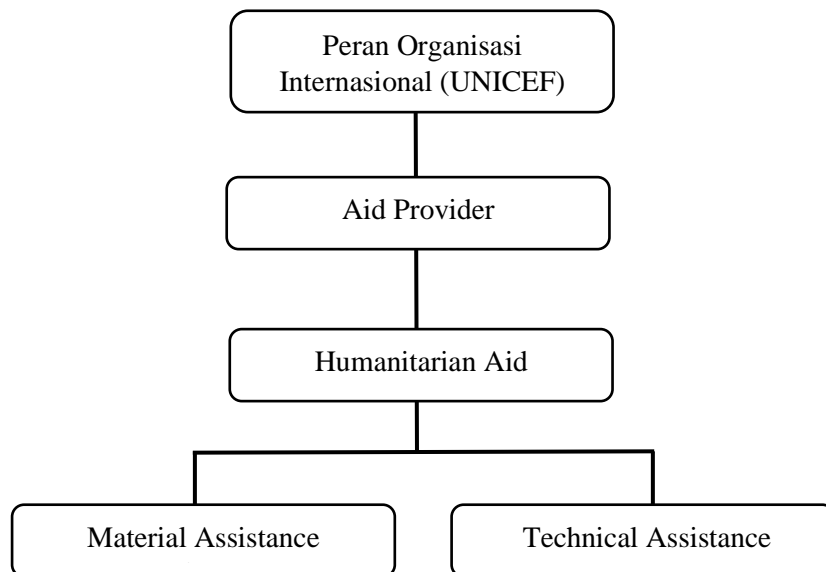 Peran Organisasi
Internasional (UNICEF)
Aid Provider
Humanitarian Aid
Material Assistance
Technical Assistance